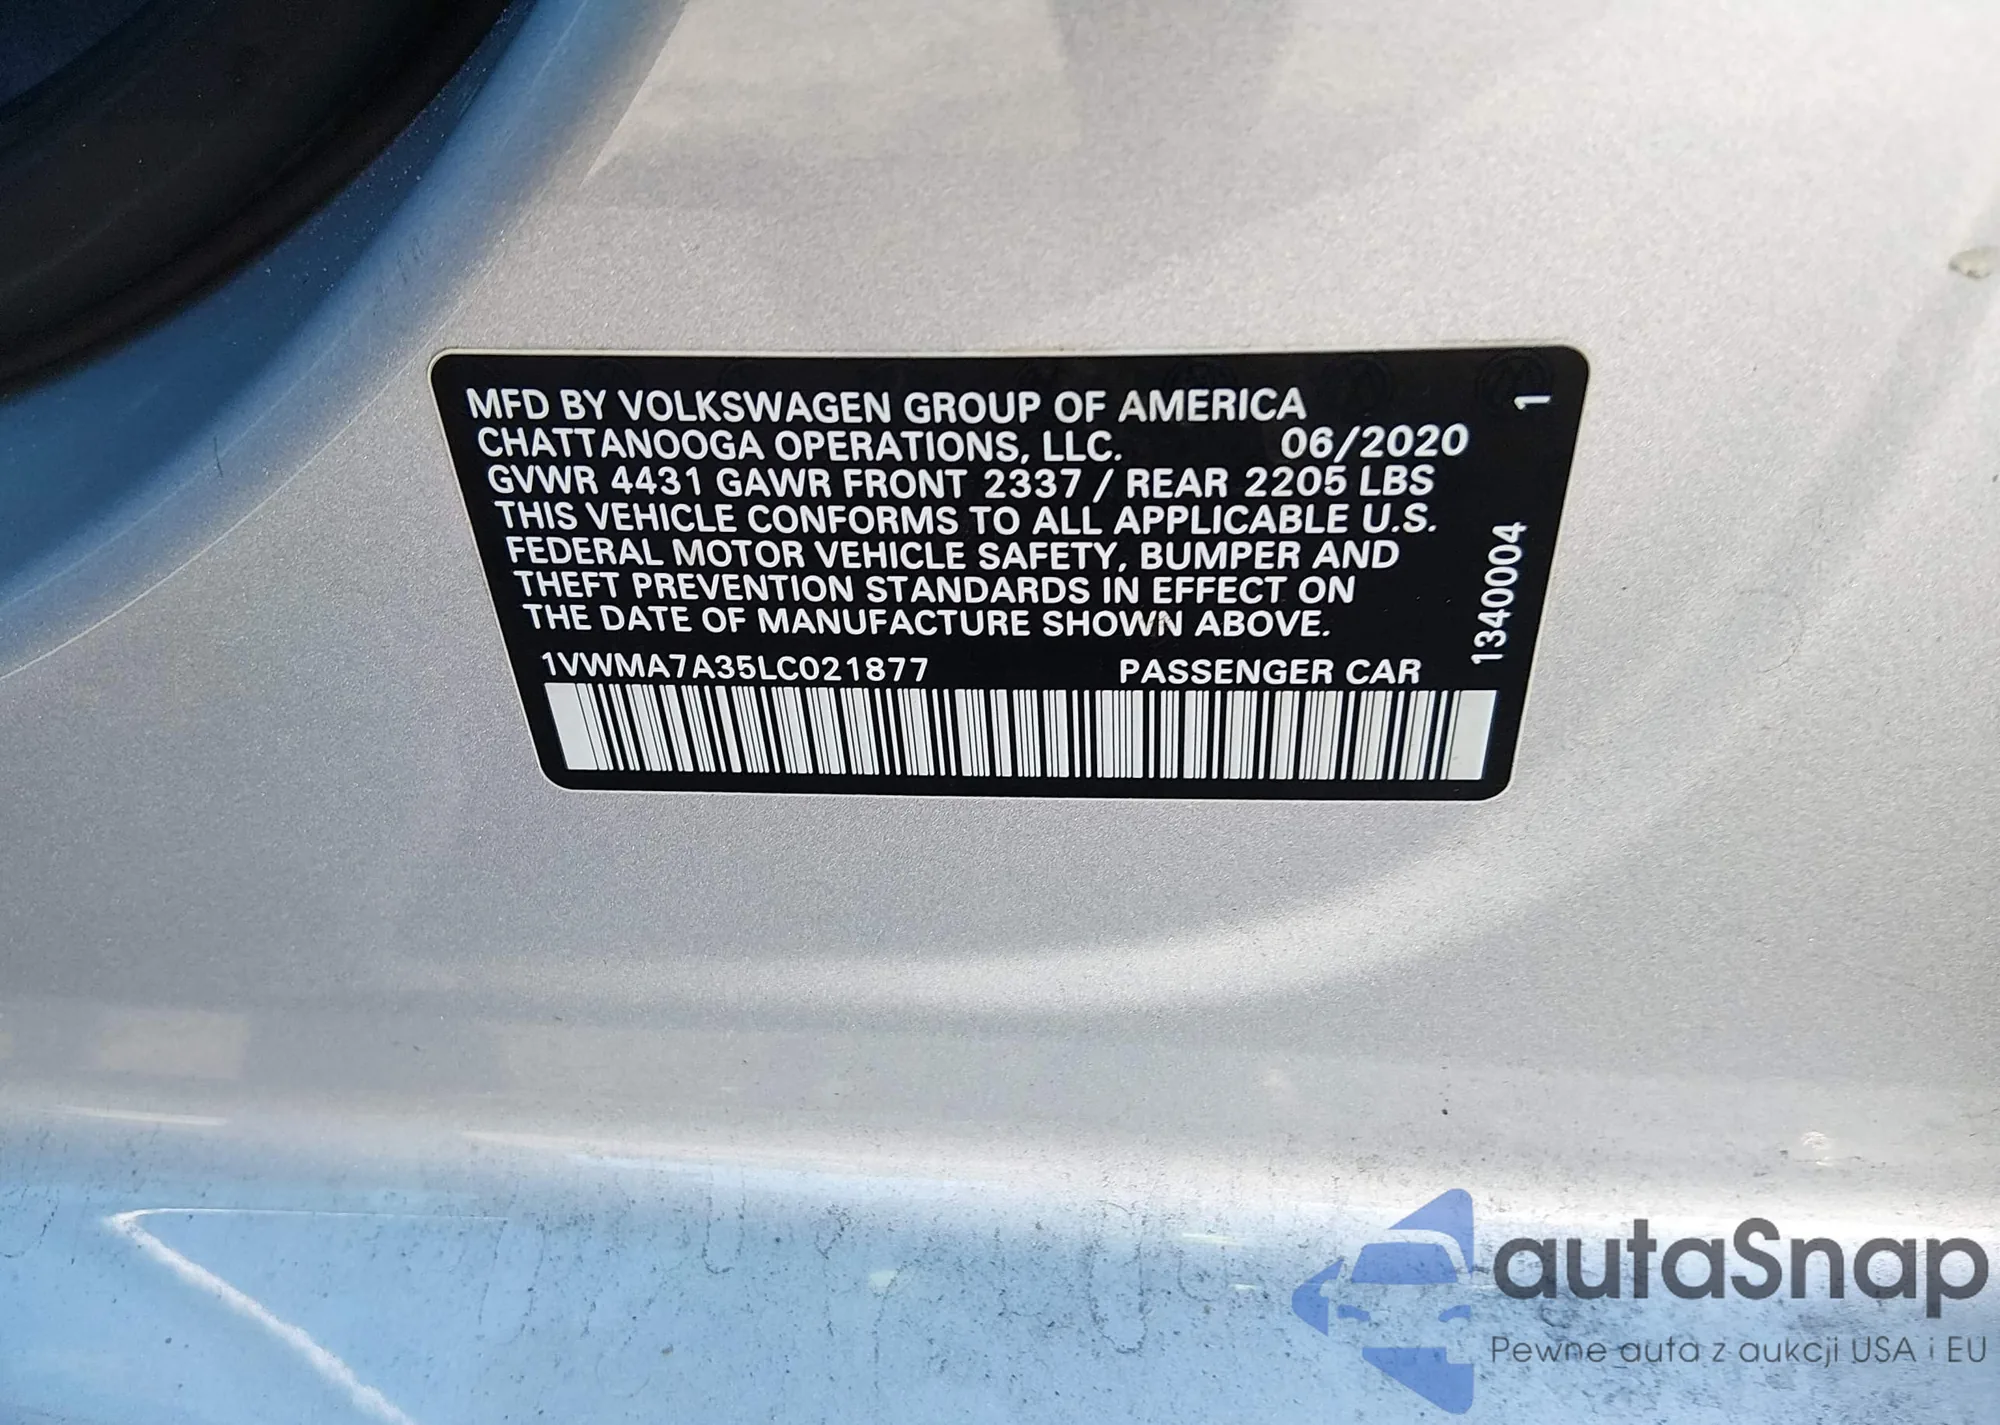 MFD BY VOLKSWAGEN GROUP OF AMERICA
CHATTANOOGA OPERATIONS, LLC. 06/2020
GVWR 4431 GAWR FRONT 2337 / REAR 2205 LBS
THIS VEHICLE CONFORMS TO ALL APPLICABLE U.S.
FEDERAL MOTOR VEHICLE SAFETY, BUMPER AND
THEFT PREVENTION STANDARDS IN EFFECT ON
THE DATE OF MANUFACTURE SHOWN ABOVE.
1VWMA7A35LC021877 PASSENGER CAR
1340004
1
autaSnap
Pewne auta z aukcji USA i EU